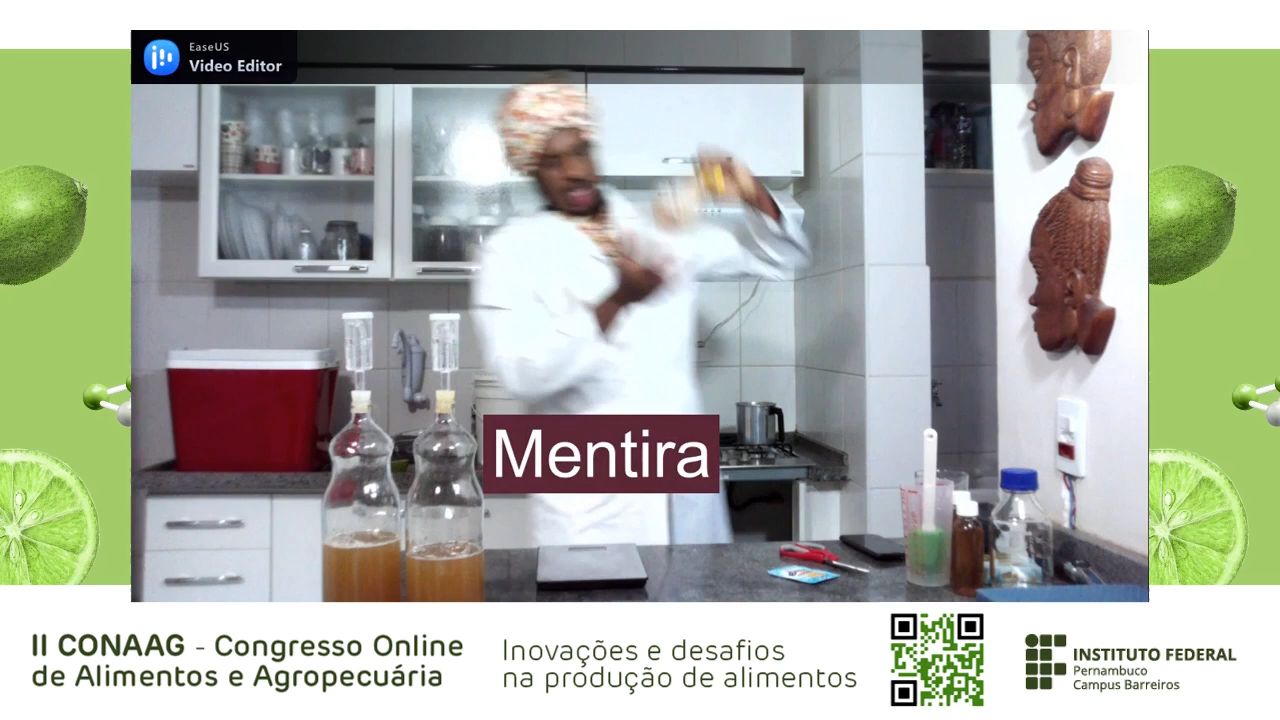 EaseUS
Video Editor
Mentira
II CONAAG - Congresso Online
de Alimentos e Agropecuária
Inovações e desafios
na produção de alimentos
INSTITUTO FEDERAL
Pernambuco
Campus Barreiros